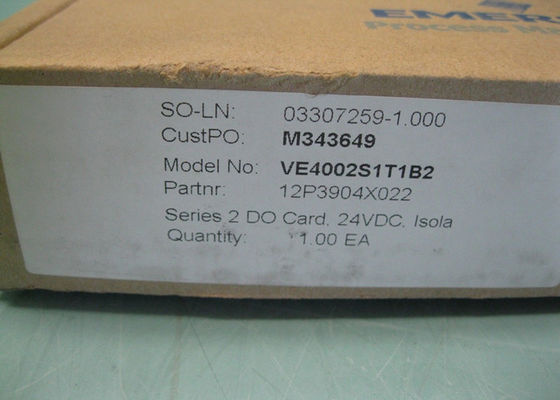 EMER
Process M
SO-LN: 03307259-1.000
CustPO: M343649
Model No: VE4002S1T1B2
Partnr: 12P3904X022
Series 2 DO Card, 24VDC, Isola
Quantity: 1.00 EA